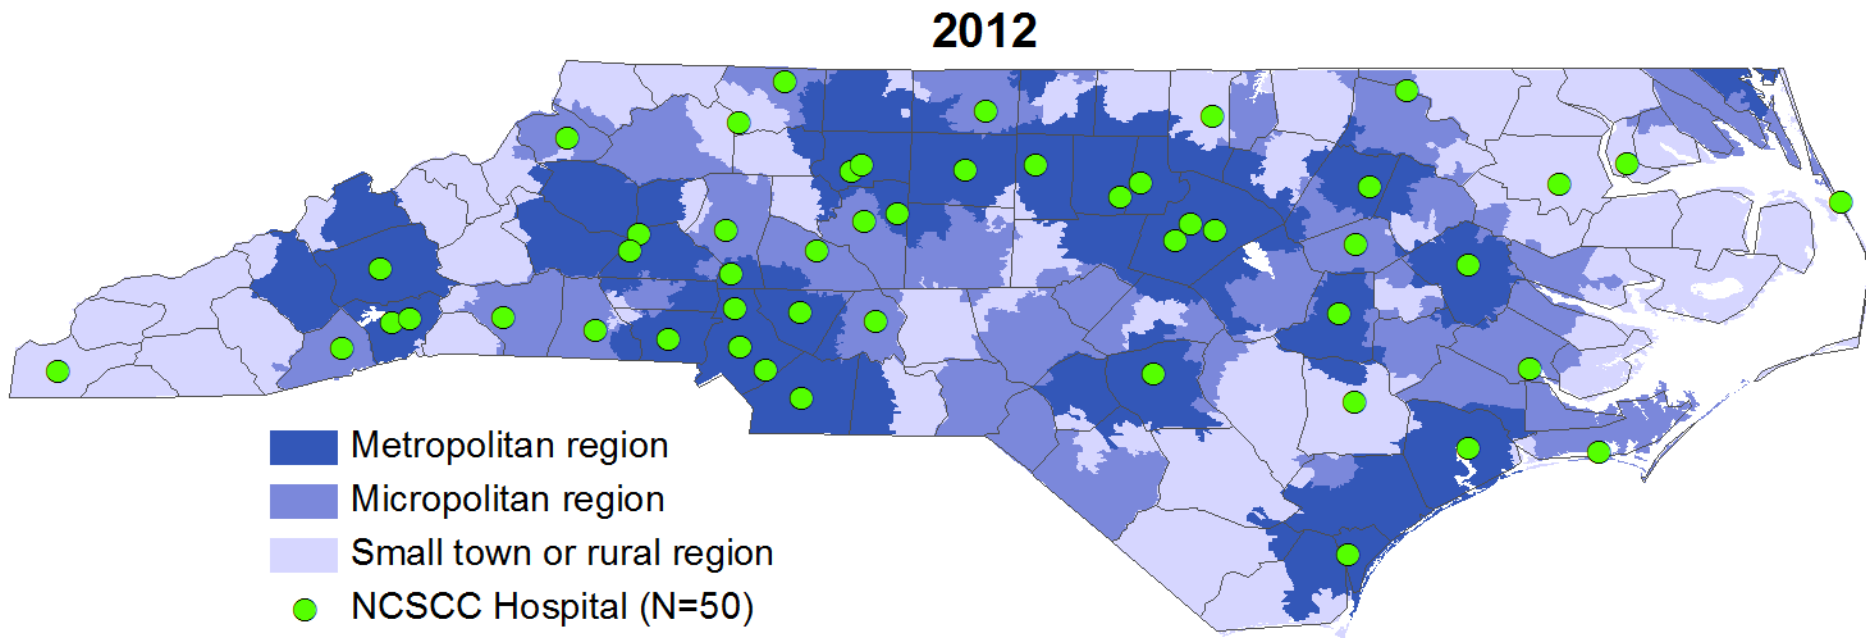 2012
Metropolitan region
Micropolitan region
Small town or rural region
NCSCC Hospital (N=50)